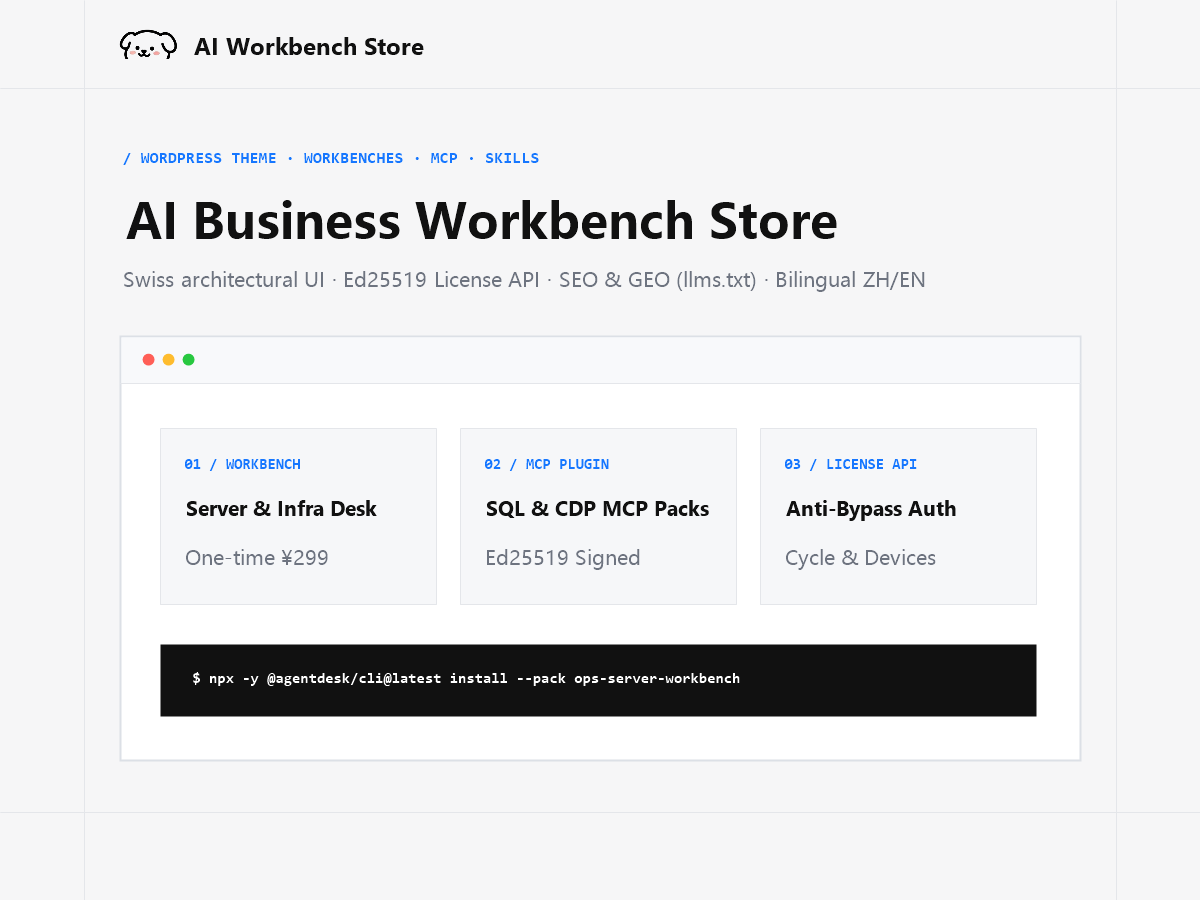 AI Workbench Store
/ WORDPRESS THEME · WORKBENCHES · MCP · SKILLS
AI Business Workbench Store
Swiss architectural UI · Ed25519 License API · SEO & GEO (llms.txt) · Bilingual ZH/EN
01 / WORKBENCH
Server & Infra Desk
One-time ¥299
02 / MCP PLUGIN
SQL & CDP MCP Packs
Ed25519 Signed
03 / LICENSE API
Anti-Bypass Auth
Cycle & Devices
$ npx -y @agentdesk/cli@latest install --pack ops-server-workbench